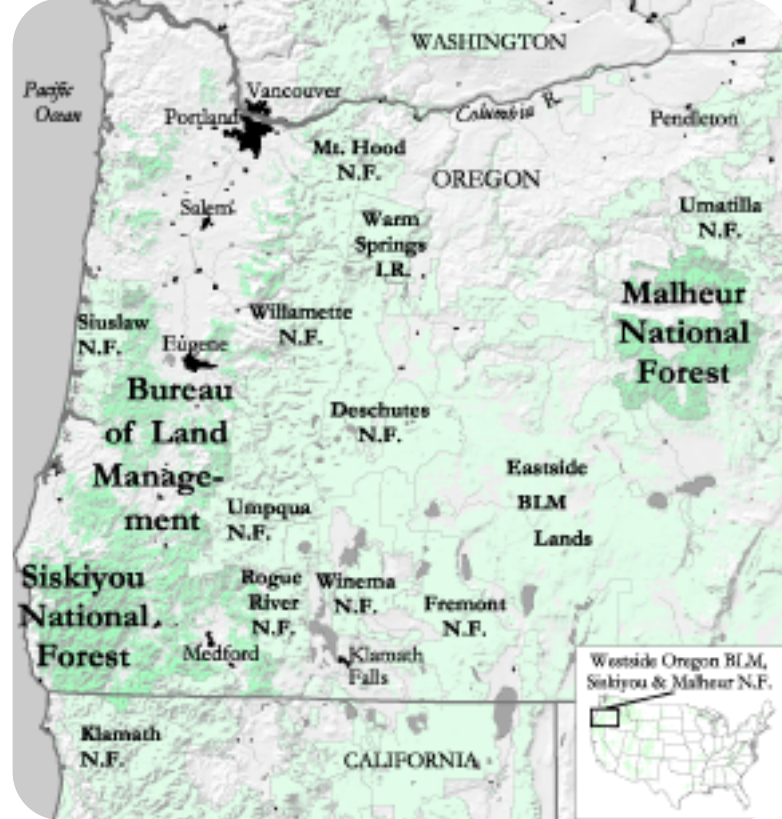 WASHINGTON
Pacific
Ocean
Vancouver
Portland
Columbia R.
Pendleton
Mt. Hood
N.F.
OREGON
Salem
Warm
Springs
I.R.
Umatilla
N.F.
Malheur
National
Forest
Siuslaw
N.F.
Willamette
N.F.
Eugene
Bureau
of Land
Manage-
ment
Deschutes
N.F.
Eastside
BLM
Lands
Umpqua
N.F.
Siskiyou
National
Forest
Rogue
River
N.F.
Winema
N.F.
Fremont
N.F.
Medford
Klamath
Falls
Westside Oregon BLM,
Siskiyou & Malheur N.F.
Klamath
N.F.
CALIFORNIA